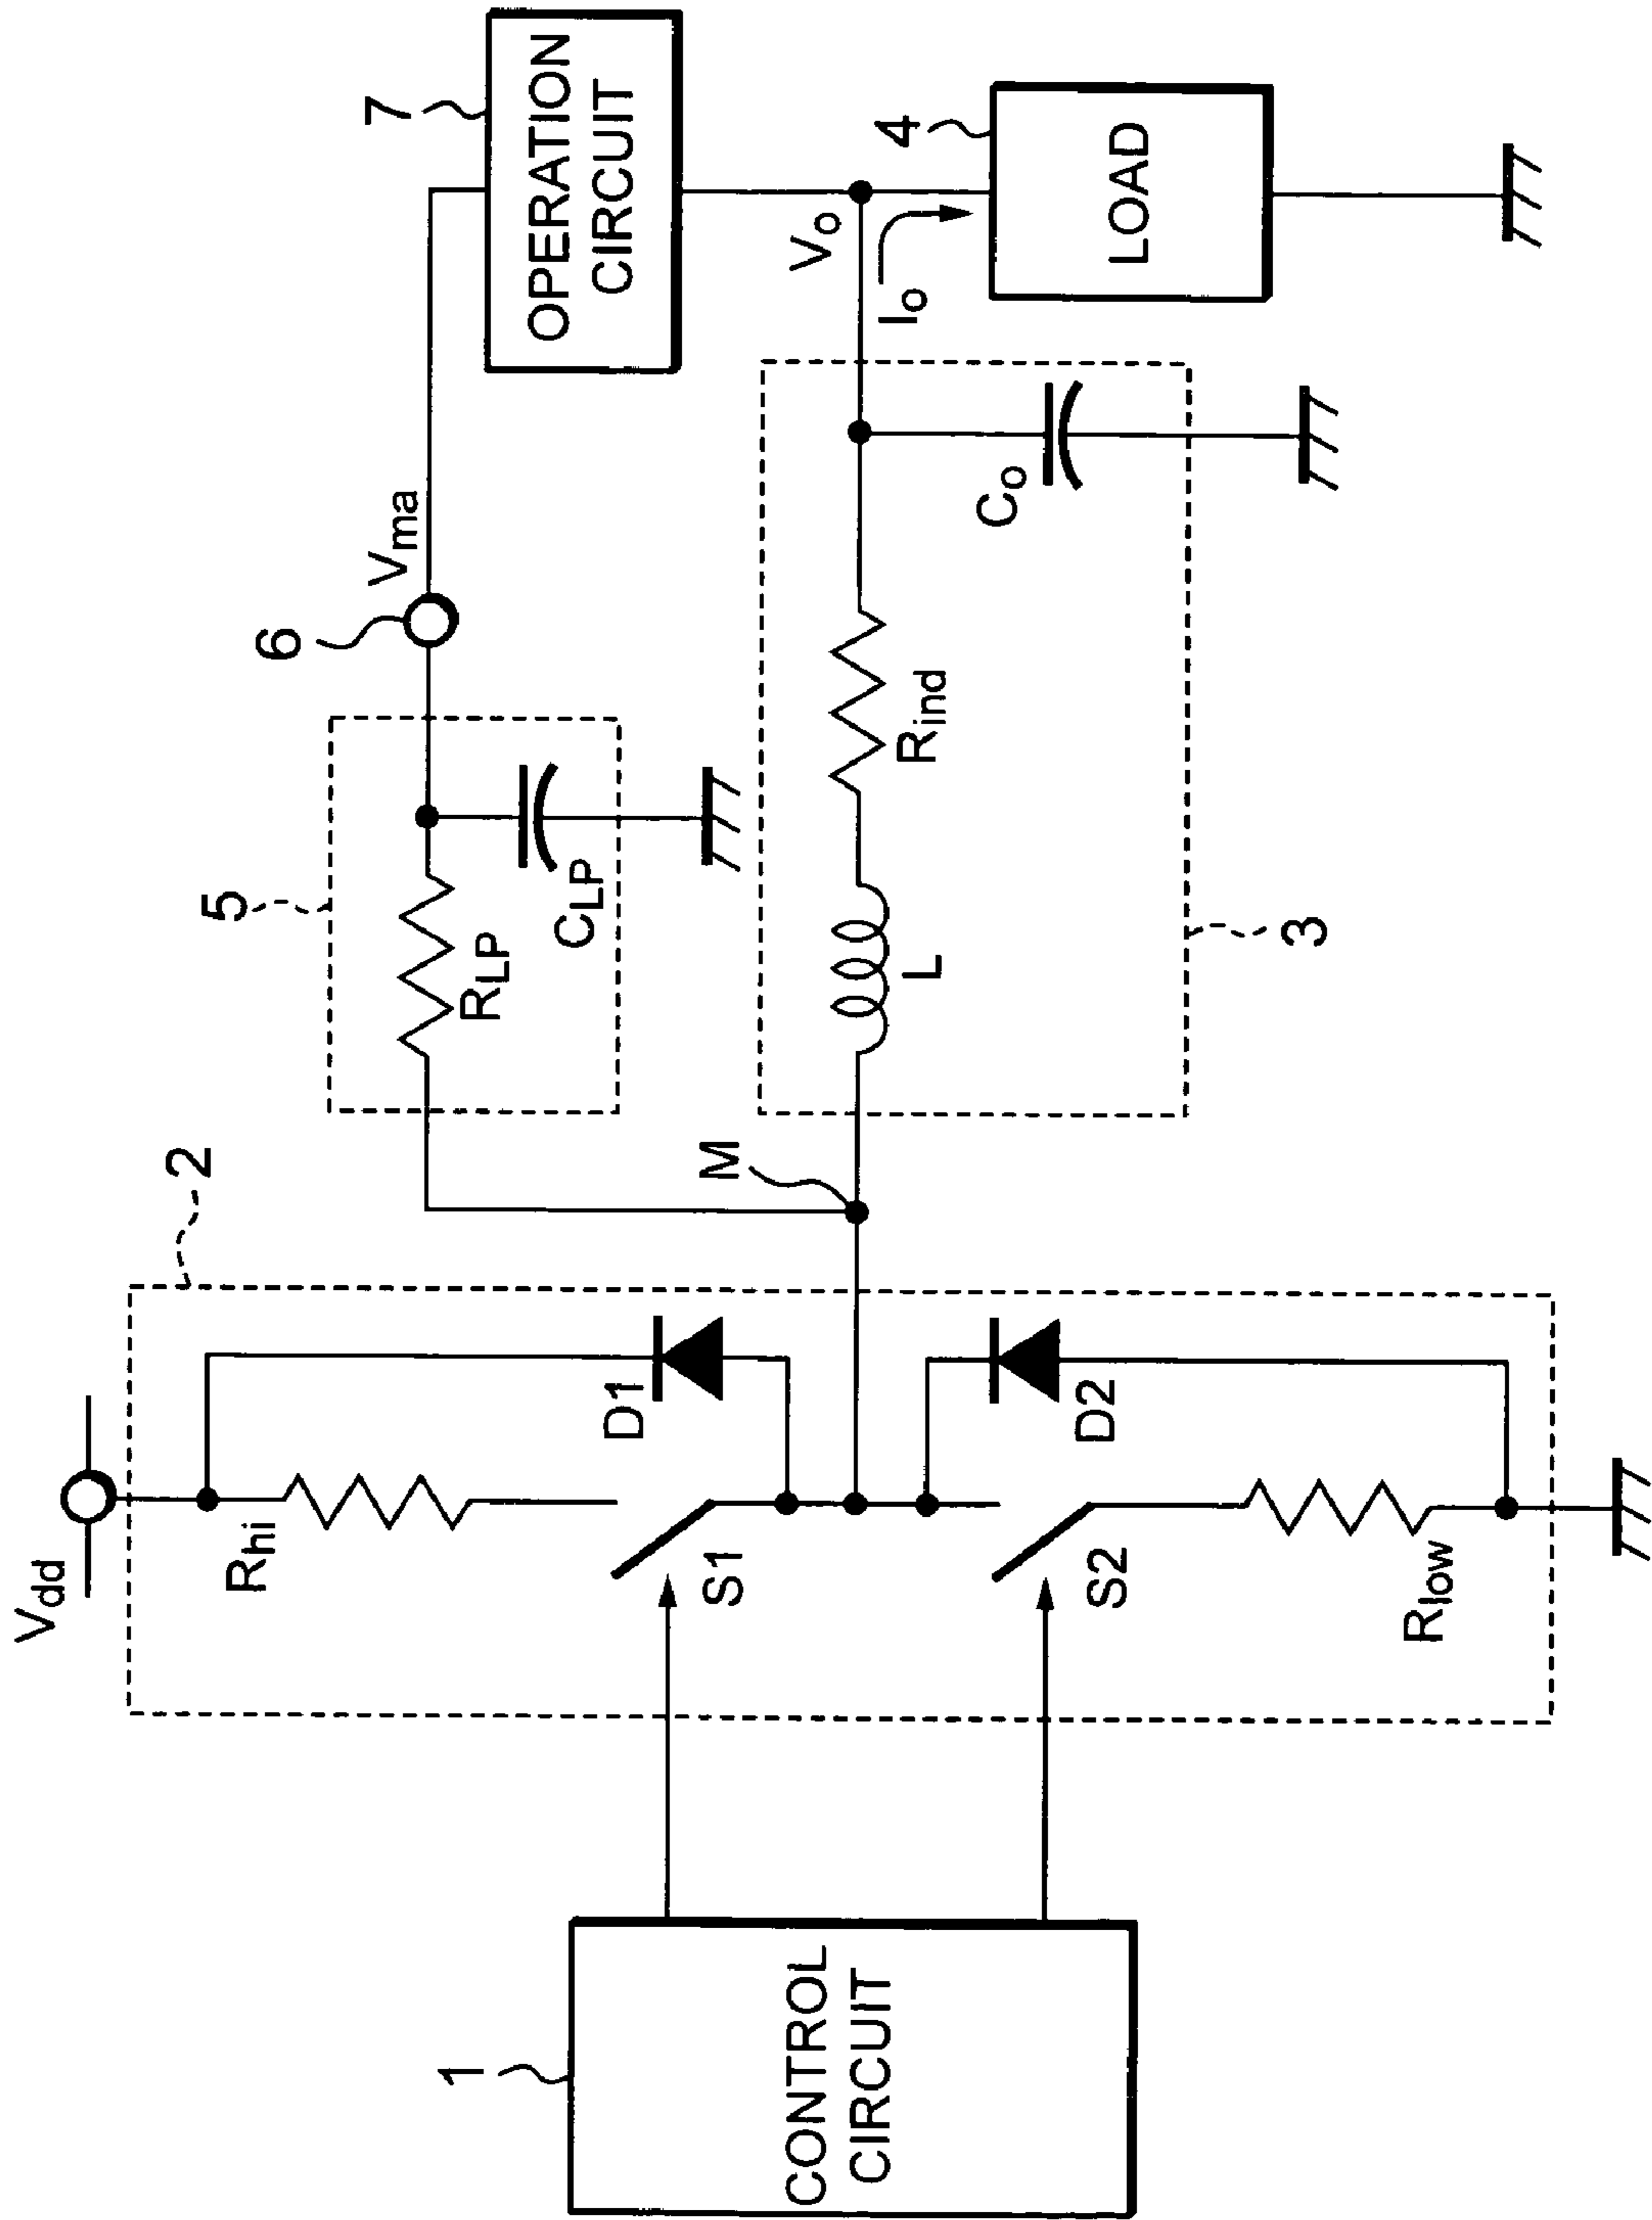 1
CONTROL
CIRCUIT
Vdd
2
Rhi
D1
S1
D2
S2
Rlow
M
5
RLP
CLP
6
Vma
7
OPERATION
CIRCUIT
3
L
Rind
Co
Vo
Io
4
LOAD